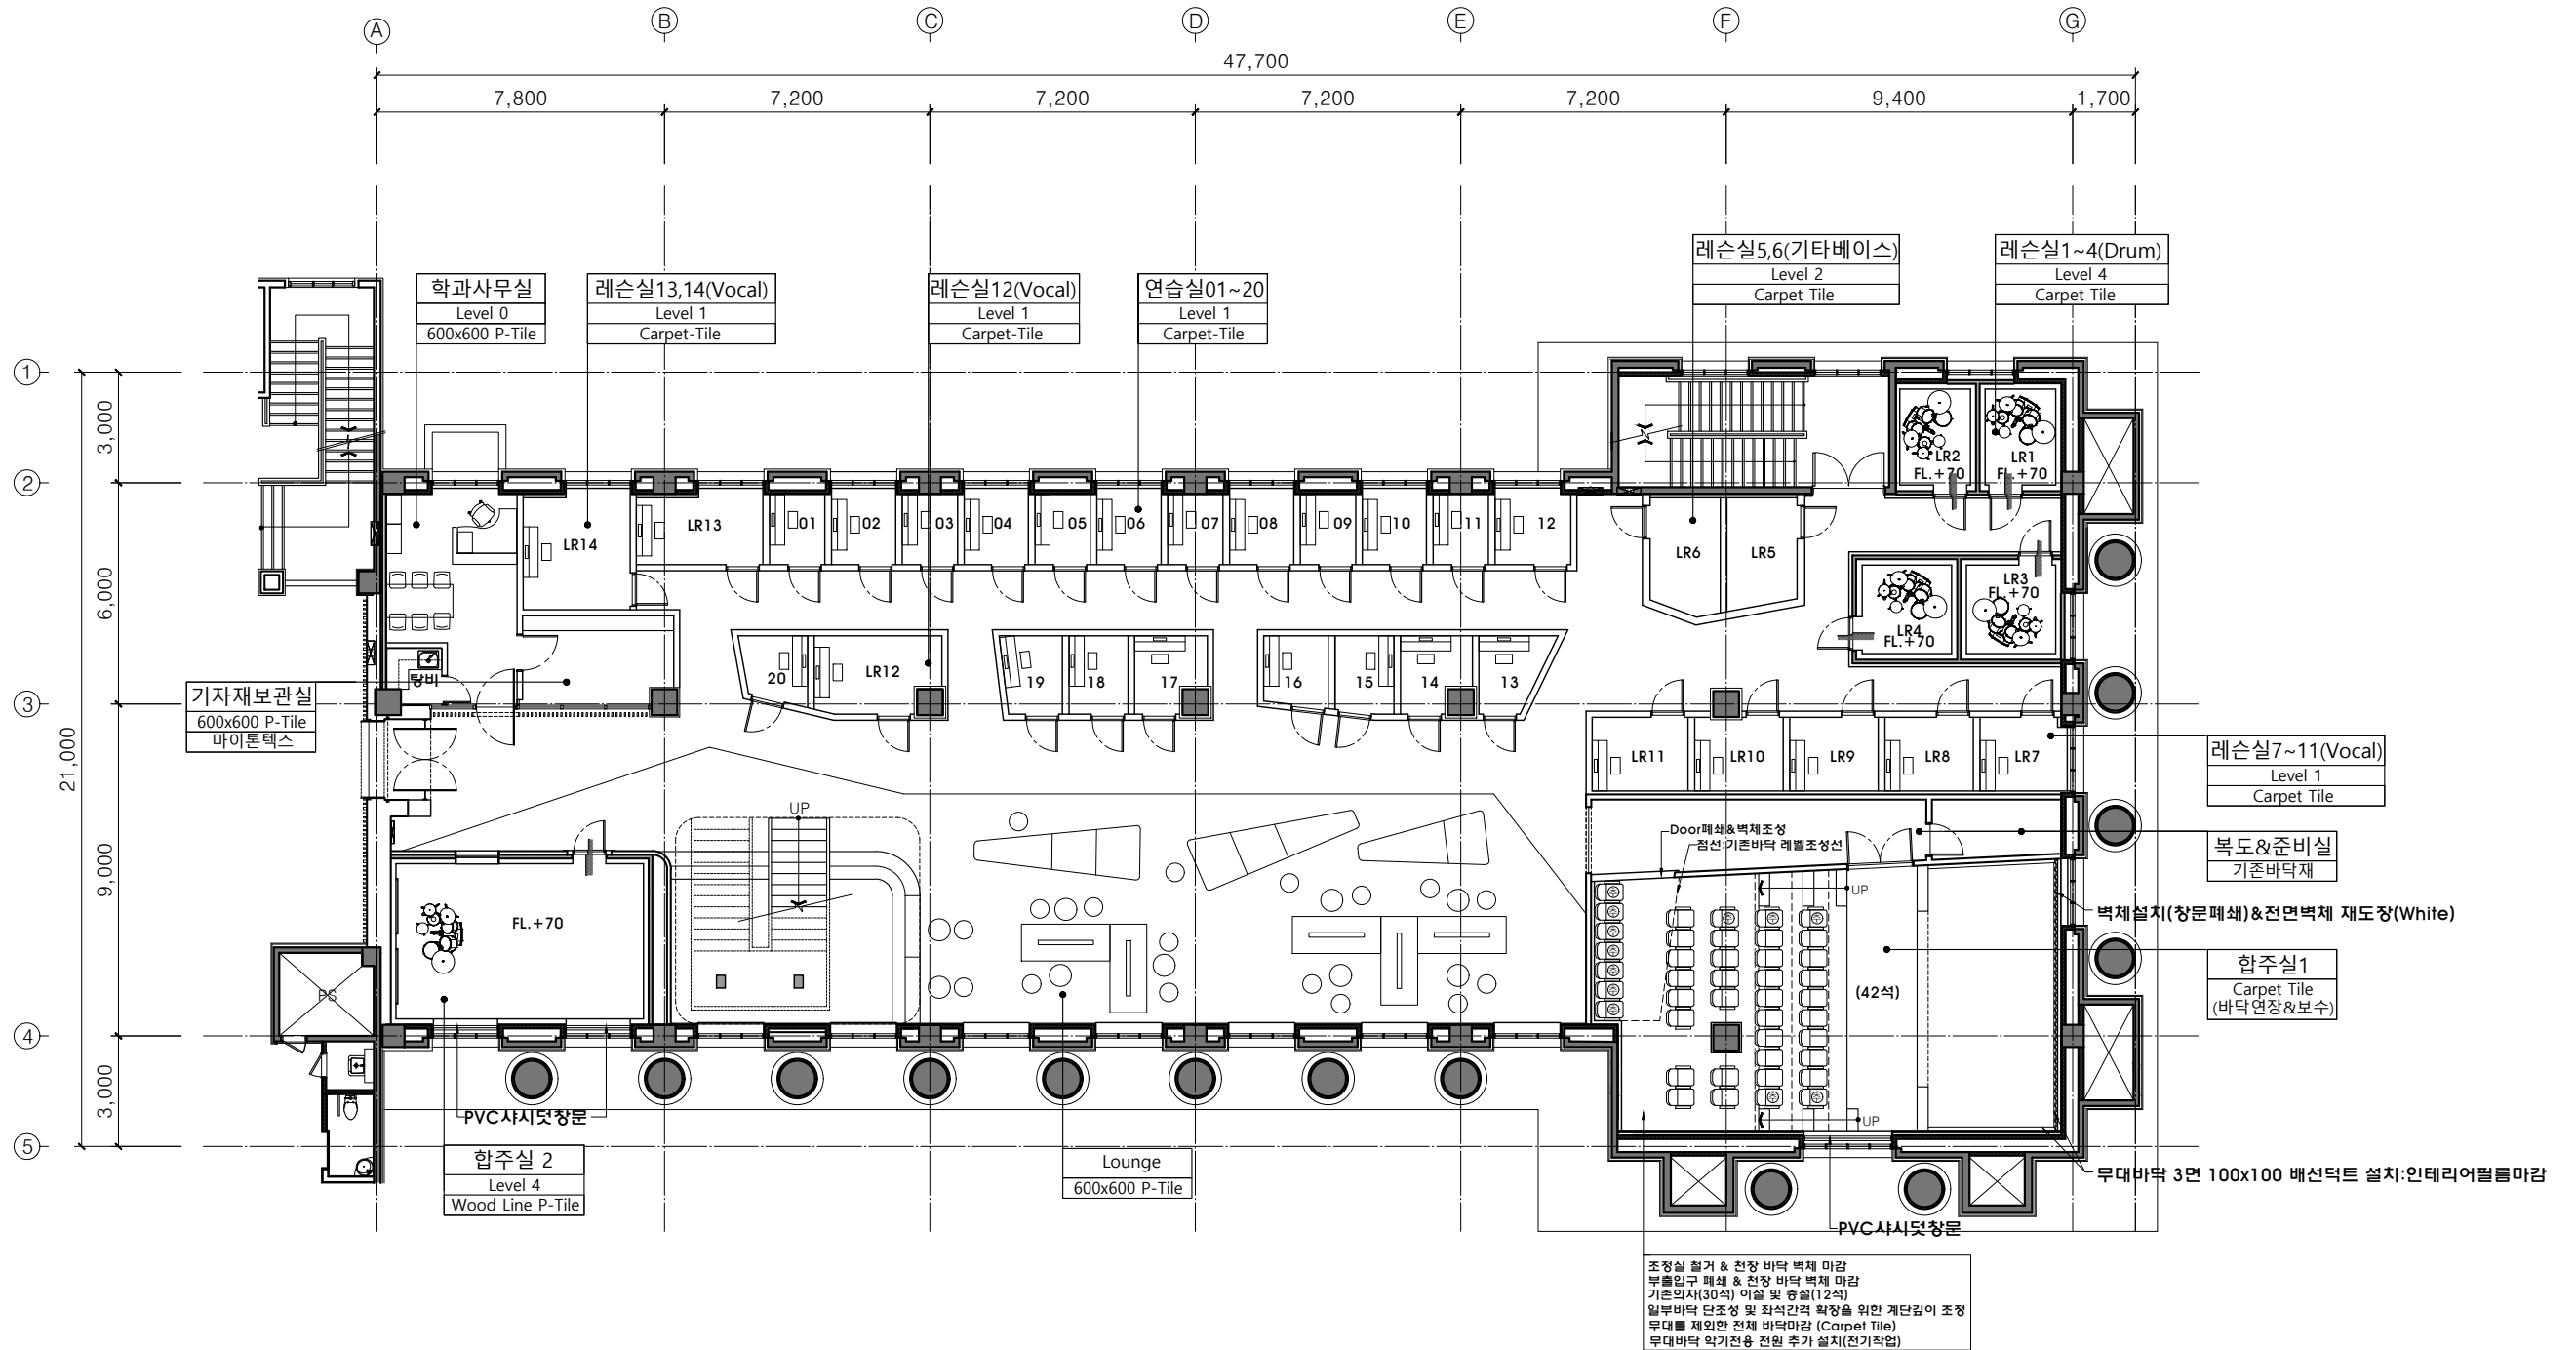 A
B
C
D
E
F
G
47,700
7,800
7,200
7,200
7,200
7,200
9,400
1,700
레슨실5,6(기타베이스)
Level 2
Carpet Tile
레슨실1~4(Drum)
Level 4
Carpet Tile
학과사무실
Level 0
600x600 P-Tile
레슨실13,14(Vocal)
Level 1
Carpet-Tile
레슨실12(Vocal)
Level 1
Carpet-Tile
연습실01~20
Level 1
Carpet-Tile
1
2
3
4
5
3,000
6,000
9,000
3,000
21,000
LR2
FL.+70
LR1
FL.+70
LR14
LR13
01
02
03
04
05
06
07
08
09
10
11
12
LR6
LR5
LR3
FL.+70
LR4
FL.+70
20
LR12
19
18
17
16
15
14
13
탕비
기자재보관실
600x600 P-Tile
마이톤텍스
LR11
LR10
LR9
LR8
LR7
레슨실7~11(Vocal)
Level 1
Carpet Tile
UP
Door폐쇄&벽체조성
점선:기존바닥 레벨조성선
복도&준비실
기존바닥재
UP
벽체설치(창문폐쇄)&전면벽체 재도장(White)
FL.+70
합주실1
Carpet Tile
(바닥연장&보수)
(42석)
PS
UP
PVC샤시덧창문
합주실 2
Level 4
Wood Line P-Tile
Lounge
600x600 P-Tile
무대바닥 3면 100x100 배선덕트 설치:인테리어필름마감
PVC샤시덧창문
조정실 철거 & 천장 바닥 벽체 마감
부출입구 폐쇄 & 천장 바닥 벽체 마감
기존의자(30석) 이설 및 증설(12석)
일부바닥 단조성 및 좌석간격 확장을 위한 계단깊이 조정
무대를 제외한 전체 바닥마감 (Carpet Tile)
무대바닥 악기전용 전원 추가 설치(전기작업)